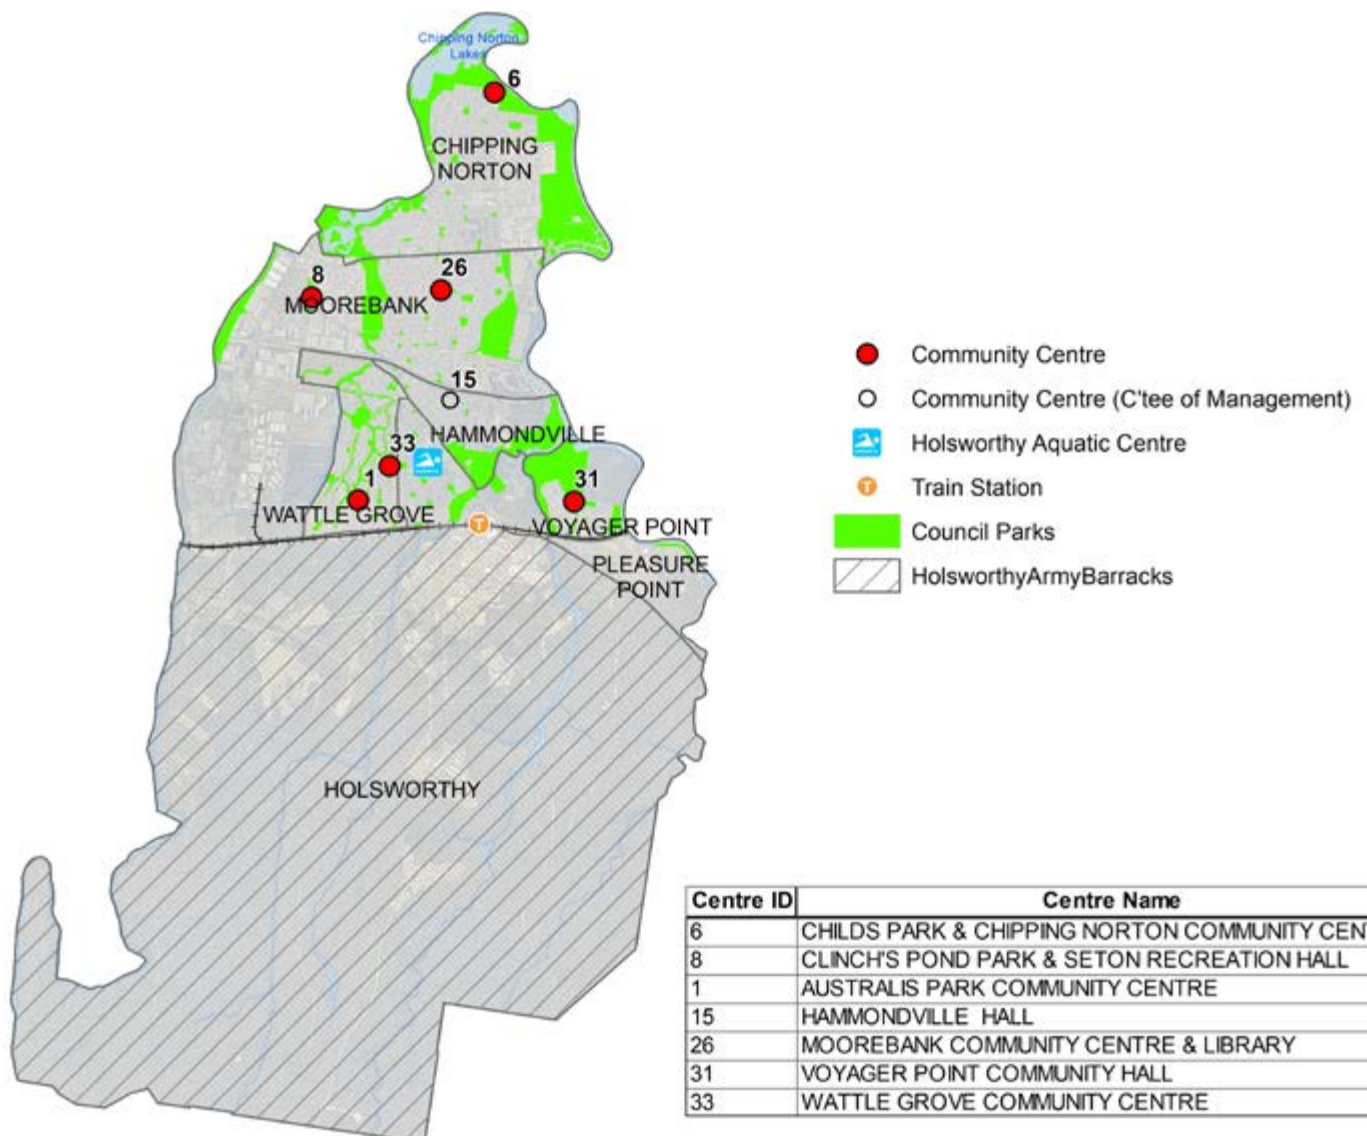 Chipping Norton
Lakes
6
CHIPPING
NORTON
8
26
MOOREBANK
15
HAMMONDVILLE
33
1
31
WATTLE GROVE
T
VOYAGER POINT
PLEASURE
POINT
HOLSWORTHY
Community Centre
Community Centre (C'tee of Management)
Holsworthy Aquatic Centre
T Train Station
Council Parks
HolsworthyArmyBarracks
Centre ID Centre Name
6 CHILDS PARK & CHIPPING NORTON COMMUNITY CENT
8 CLINCH'S POND PARK & SETON RECREATION HALL
1 AUSTRALIS PARK COMMUNITY CENTRE
15 HAMMONDVILLE HALL
26 MOOREBANK COMMUNITY CENTRE & LIBRARY
31 VOYAGER POINT COMMUNITY HALL
33 WATTLE GROVE COMMUNITY CENTRE